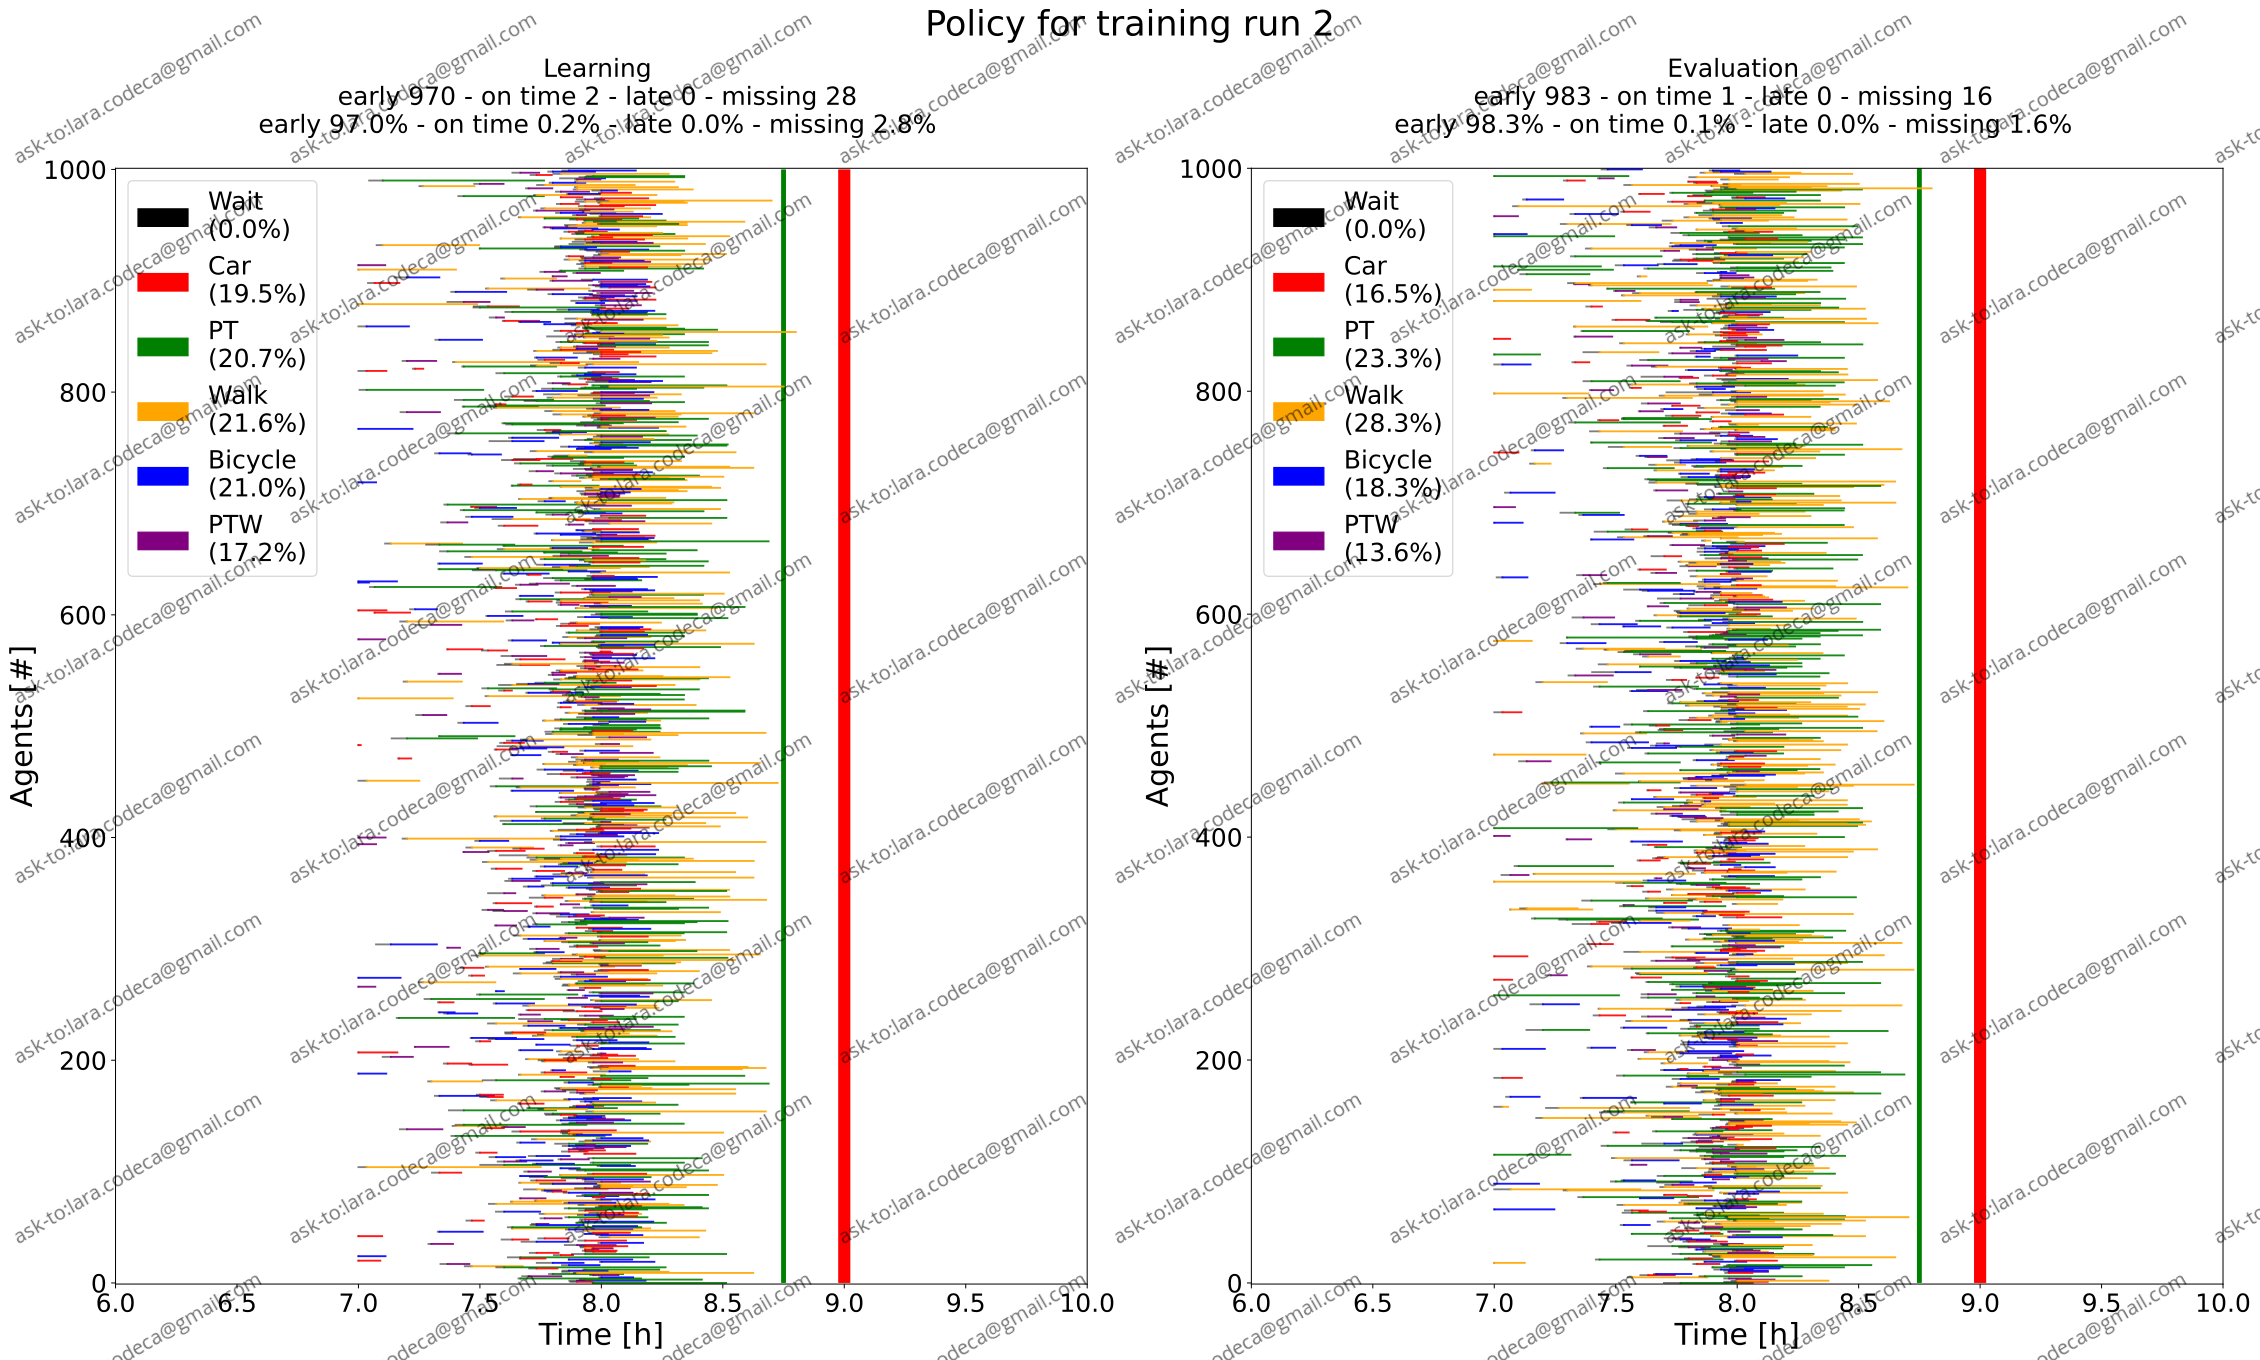 Policy for training run 2
Learning
early 970 - on time 2 - late 0 - missing 28
early 97.0% - on time 0.2% - late 0.0% - missing 2.8%
Wait
(0.0%)
Car
(19.5%)
PT
(20.7%)
Walk
(21.6%)
Bicycle
(21.0%)
PTW
(17.2%)
1000
800
600
400
200
0
Agents [#]
6.0 6.5 7.0 7.5 8.0 8.5 9.0 9.5 10.0
Time [h]
Evaluation
early 983 - on time 1 - late 0 - missing 16
early 98.3% - on time 0.1% - late 0.0% - missing 1.6%
Wait
(0.0%)
Car
(16.5%)
PT
(23.3%)
Walk
(28.3%)
Bicycle
(18.3%)
PTW
(13.6%)
1000
800
600
400
200
0
Agents [#]
6.0 6.5 7.0 7.5 8.0 8.5 9.0 9.5 10.0
Time [h]
ask-to:lara.codeca@gmail.com